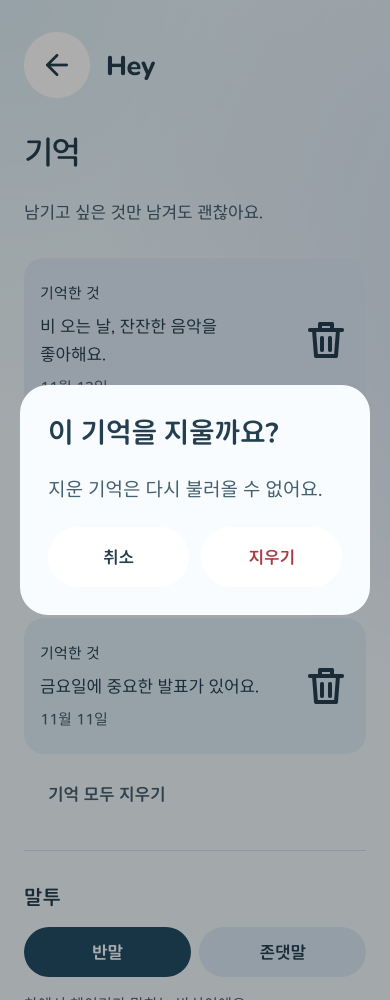 Hey
기억
남기고 싶은 것만 남겨도 괜찮아요.
기억한 것
비 오는 날, 잔잔한 음악을
좋아해요.
이 기억을 지울까요?
지운 기억은 다시 불러올 수 없어요.
취소
지우기
기억한 것
금요일에 중요한 발표가 있어요.
11월 11일
기억 모두 지우기
말투
반말
존댓말